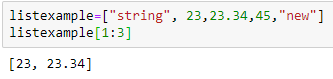 listexample=["string", 23,23.34,45,"new"]
listexample[1:3]
[23, 23.34]